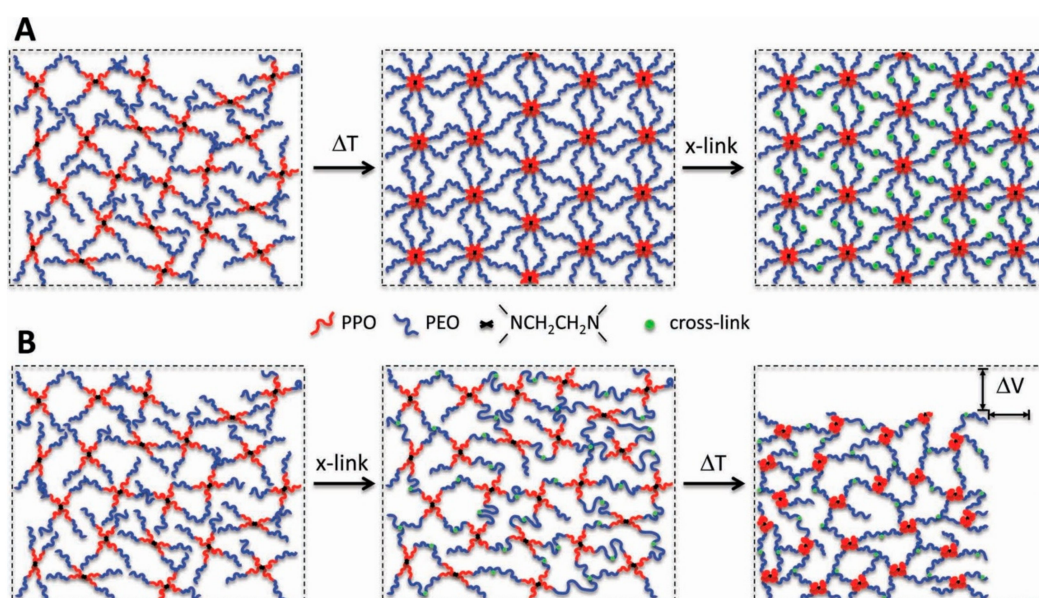 A
ΔT
x-link
PPO PEO NCH₂CH₂N cross-link
B
x-link
ΔT
ΔV